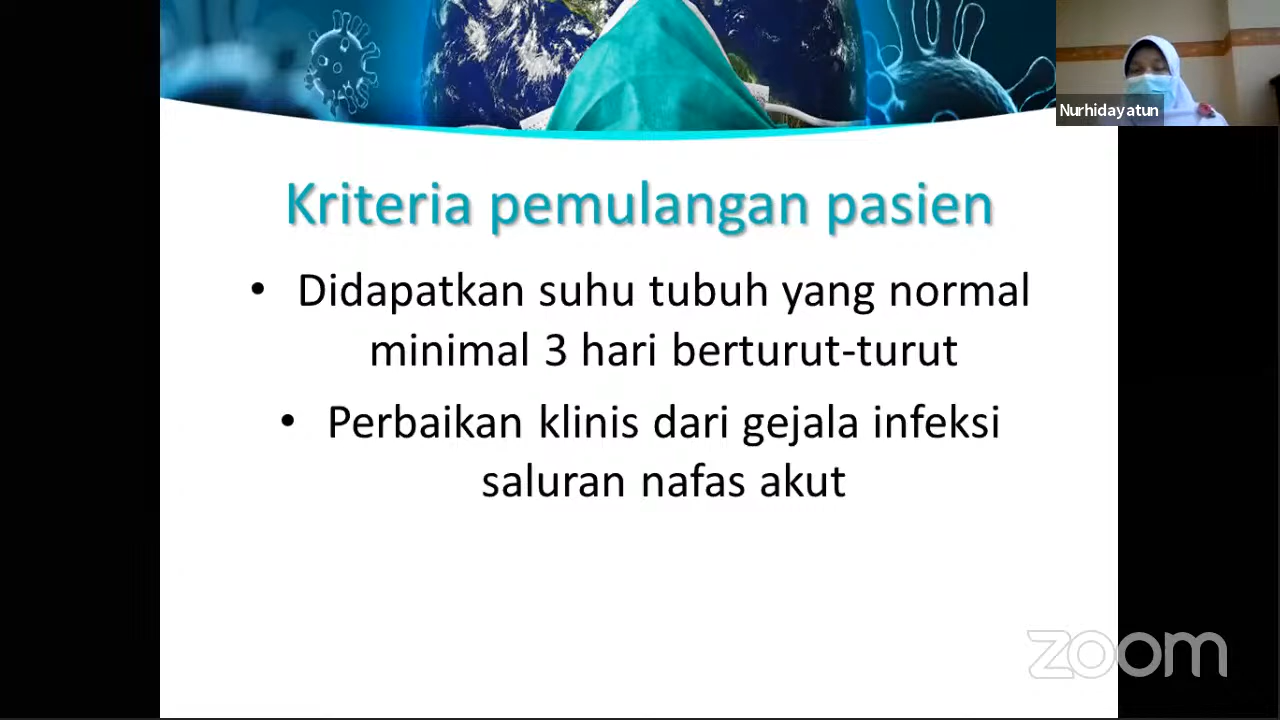 Nurhidayatun
Kriteria pemulangan pasien
• Didapatkan suhu tubuh yang normal
minimal 3 hari berturut-turut
• Perbaikan klinis dari gejala infeksi
saluran nafas akut
zoom